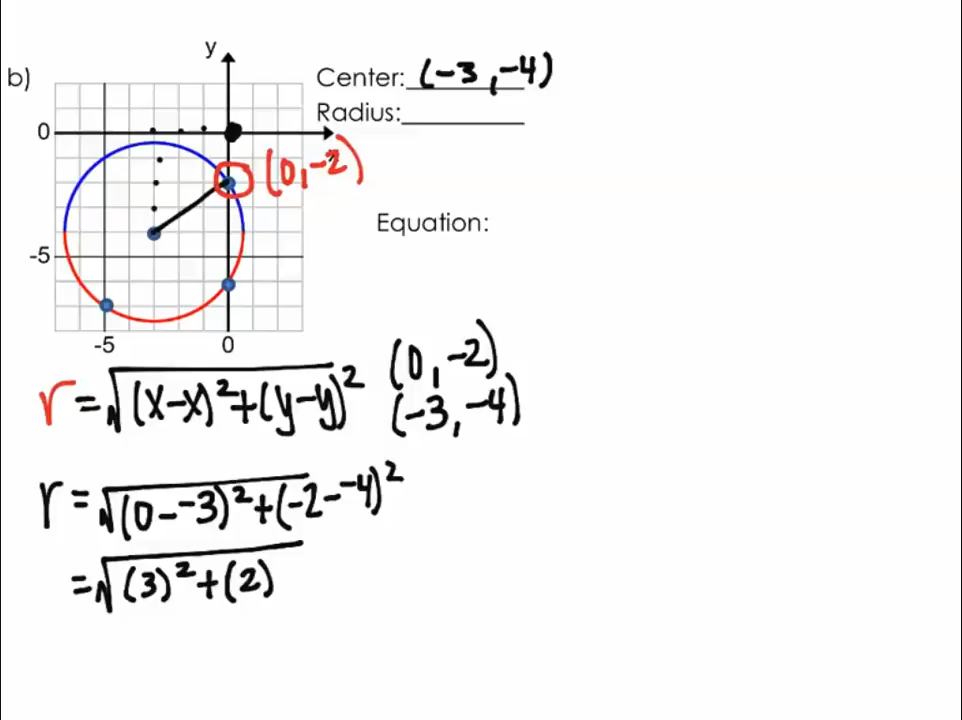 y
b)
Center: (-3, -4)
Radius:
0
(0, -2)
Equation:
-5
-5 0
r = √(x-x)²+(y-y)²
(0, -2)
(-3, -4)
r = √(0--3)²+(-2--4)²
= √(3)²+(2)